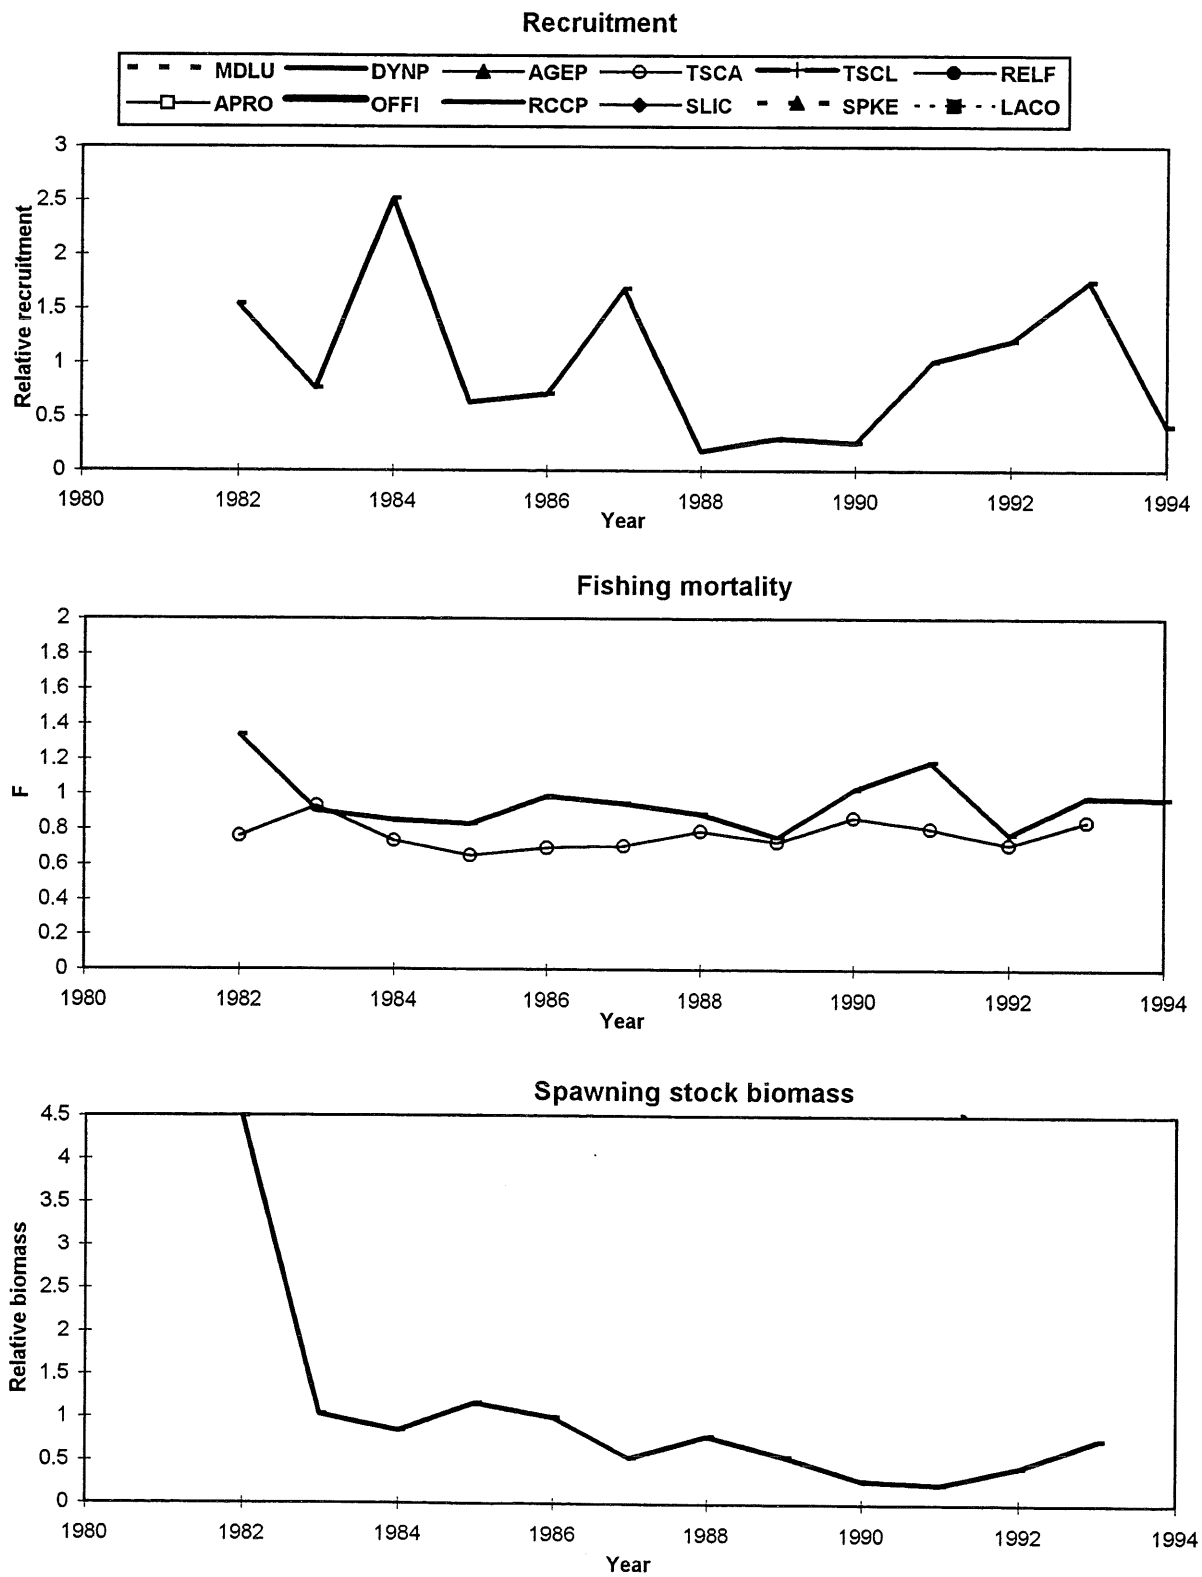 Recruitment
MDLU DYNP AGEP TSCA TSCL RELF
APRO OFFI RCCP SLIC SPKE LACO
3
2.5
2
1.5
1
0.5
0
Relative recruitment
1980 1982 1984 1986 1988 1990 1992 1994
Year
Fishing mortality
2
1.8
1.6
1.4
1.2
1
0.8
0.6
0.4
0.2
0
F
1980 1982 1984 1986 1988 1990 1992 1994
Year
Spawning stock biomass
4.5
4
3.5
3
2.5
2
1.5
1
0.5
0
Relative biomass
1980 1982 1984 1986 1988 1990 1992 1994
Year